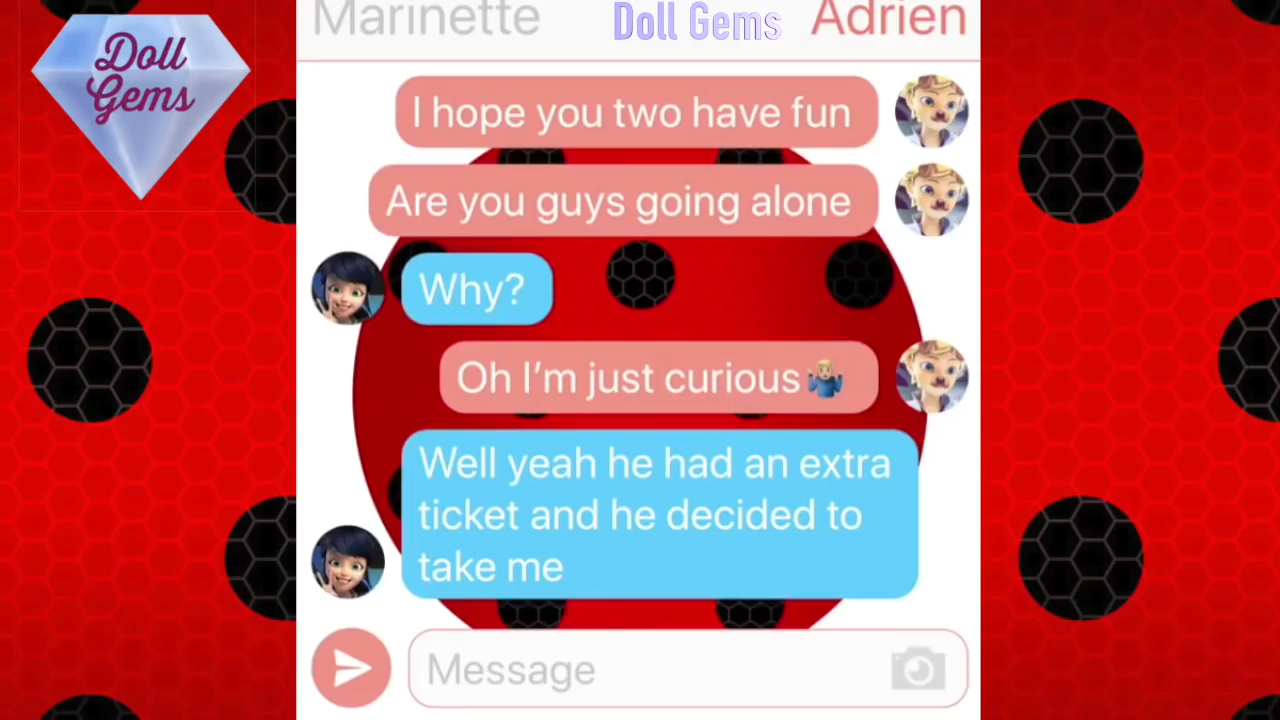 Doll
Gems
Marinette
Doll Gems
Adrien
I hope you two have fun
Are you guys going alone
Why?
Oh I’m just curious🤷🏼‍♂️
Well yeah he had an extra
ticket and he decided to
take me
Message